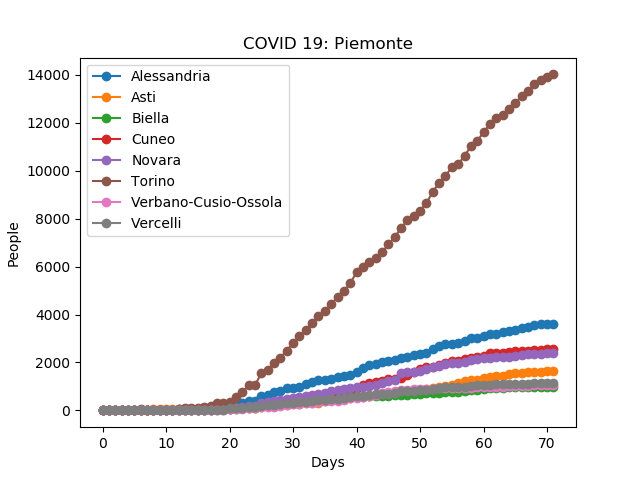 COVID 19: Piemonte
14000
12000
10000
8000
6000
4000
2000
0
People
Alessandria
Asti
Biella
Cuneo
Novara
Torino
Verbano-Cusio-Ossola
Vercelli
0 10 20 30 40 50 60 70
Days